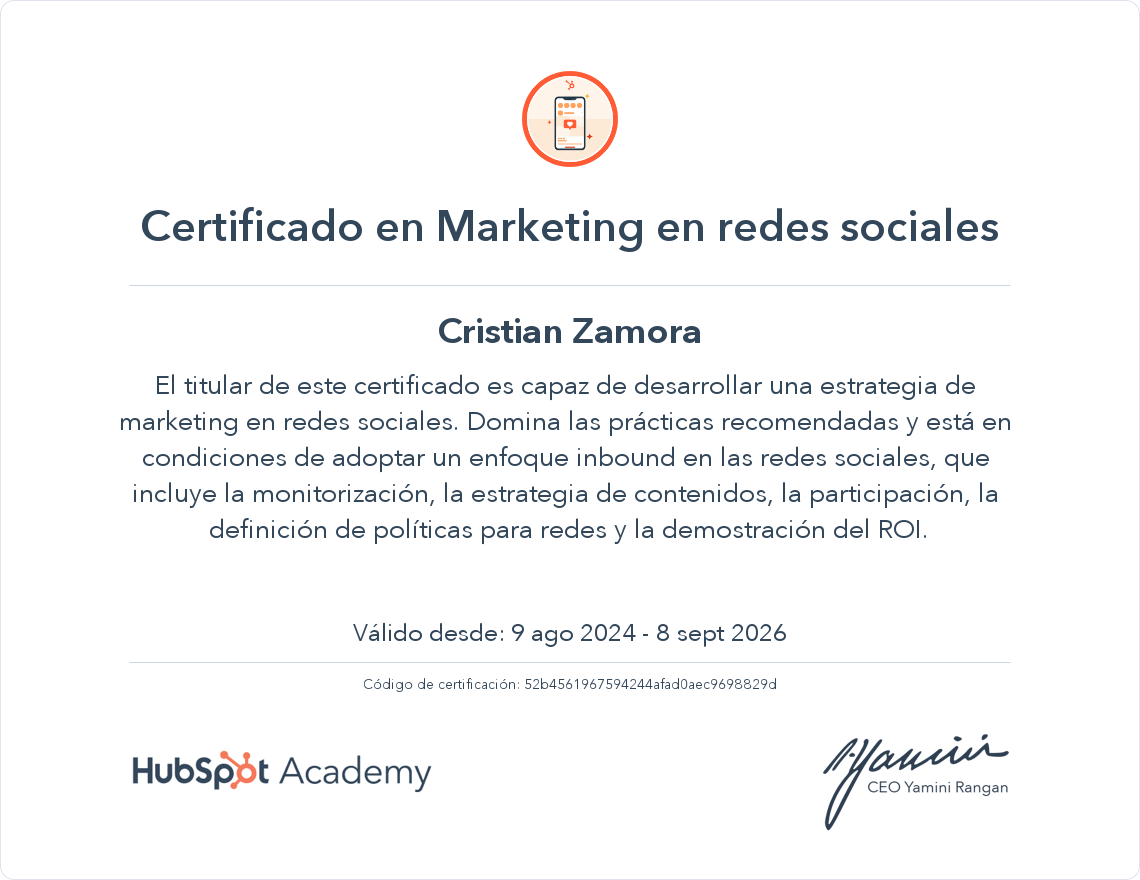 Certificado en Marketing en redes sociales
Cristian Zamora
El titular de este certificado es capaz de desarrollar una estrategia de
marketing en redes sociales. Domina las prácticas recomendadas y está en
condiciones de adoptar un enfoque inbound en las redes sociales, que
incluye la monitorización, la estrategia de contenidos, la participación, la
definición de políticas para redes y la demostración del ROI.
Válido desde: 9 ago 2024 - 8 sept 2026
Código de certificación: 52b4561967594244afad0aec9698829d
HubSpot Academy
CEO Yamini Rangan